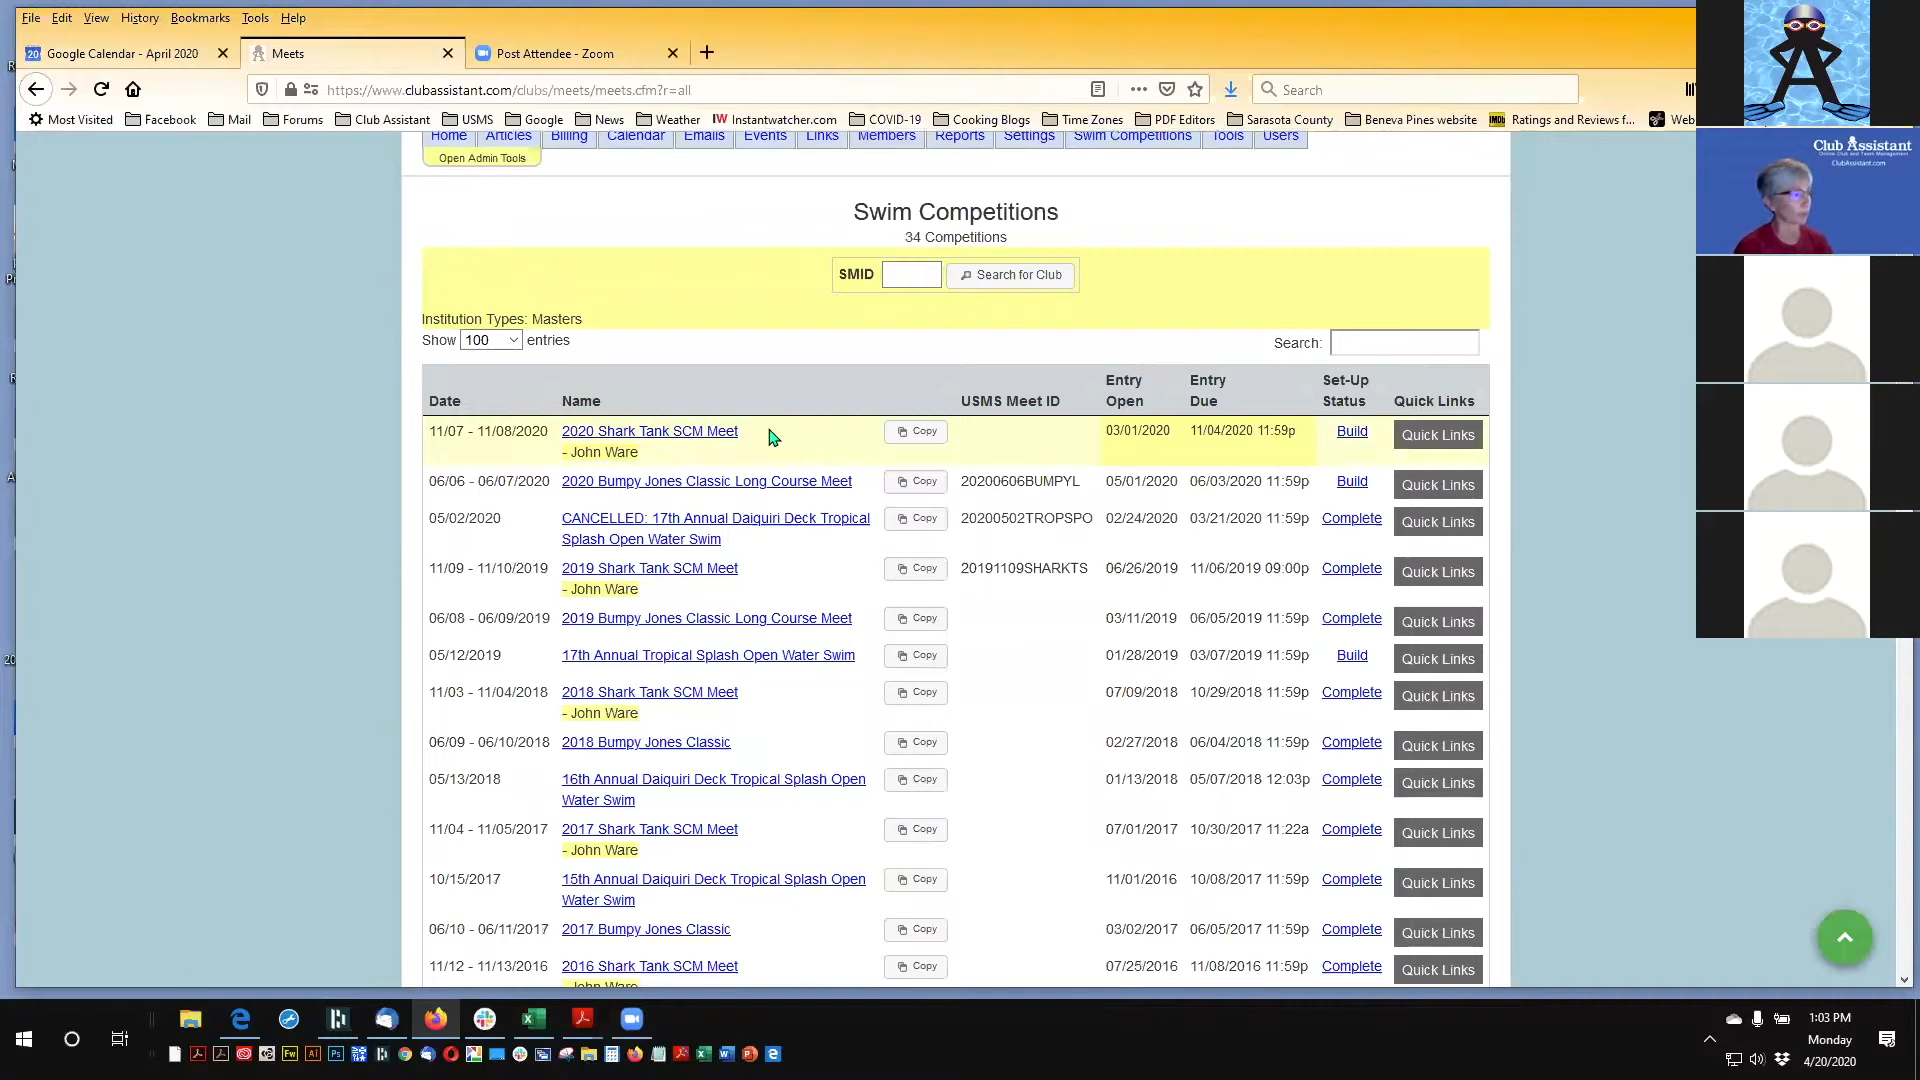 File Edit View History Bookmarks Tools Help
Google Calendar - April 2020
Meets
Post Attendee - Zoom
https://www.clubassistant.com/clubs/meets/meets.cfm?r=all
Search
Most Visited Facebook Mail Forums Club Assistant USMS Google News Weather Instantwatcher.com COVID-19 Cooking Blogs Time Zones PDF Editors Sarasota County Beneva Pines website Ratings and Reviews f... Web
Home Articles Billing Calendar Emails Events Links Members Reports Settings Swim Competitions Tools Users
Open Admin Tools
Club Assistant
Online Club and Team Management
ClubAssistant.com
Swim Competitions
34 Competitions
SMID Search for Club
Institution Types: Masters
Show 100 entries
Search:
Date Name USMS Meet ID Entry Open Entry Due Set-Up Status Quick Links
11/07 - 11/08/2020 2020 Shark Tank SCM Meet Copy 03/01/2020 11/04/2020 11:59p Build Quick Links
- John Ware
06/06 - 06/07/2020 2020 Bumpy Jones Classic Long Course Meet Copy 20200606BUMPYL 05/01/2020 06/03/2020 11:59p Build Quick Links
05/02/2020 CANCELLED: 17th Annual Daiquiri Deck Tropical Copy 20200502TROPSPO 02/24/2020 03/21/2020 11:59p Complete Quick Links
Splash Open Water Swim
11/09 - 11/10/2019 2019 Shark Tank SCM Meet Copy 20191109SHARKTS 06/26/2019 11/06/2019 09:00p Complete Quick Links
- John Ware
06/08 - 06/09/2019 2019 Bumpy Jones Classic Long Course Meet Copy 03/11/2019 06/05/2019 11:59p Complete Quick Links
05/12/2019 17th Annual Tropical Splash Open Water Swim Copy 01/28/2019 03/07/2019 11:59p Build Quick Links
11/03 - 11/04/2018 2018 Shark Tank SCM Meet Copy 07/09/2018 10/29/2018 11:59p Complete Quick Links
- John Ware
06/09 - 06/10/2018 2018 Bumpy Jones Classic Copy 02/27/2018 06/04/2018 11:59p Complete Quick Links
05/13/2018 16th Annual Daiquiri Deck Tropical Splash Open Copy 01/13/2018 05/07/2018 12:03p Complete Quick Links
Water Swim
11/04 - 11/05/2017 2017 Shark Tank SCM Meet Copy 07/01/2017 10/30/2017 11:22a Complete Quick Links
- John Ware
10/15/2017 15th Annual Daiquiri Deck Tropical Splash Open Copy 11/01/2016 10/08/2017 11:59p Complete Quick Links
Water Swim
06/10 - 06/11/2017 2017 Bumpy Jones Classic Copy 03/02/2017 06/05/2017 11:59p Complete Quick Links
11/12 - 11/13/2016 2016 Shark Tank SCM Meet Copy 07/25/2016 11/08/2016 11:59p Complete Quick Links
- John Ware
1:03 PM
Monday
4/20/2020